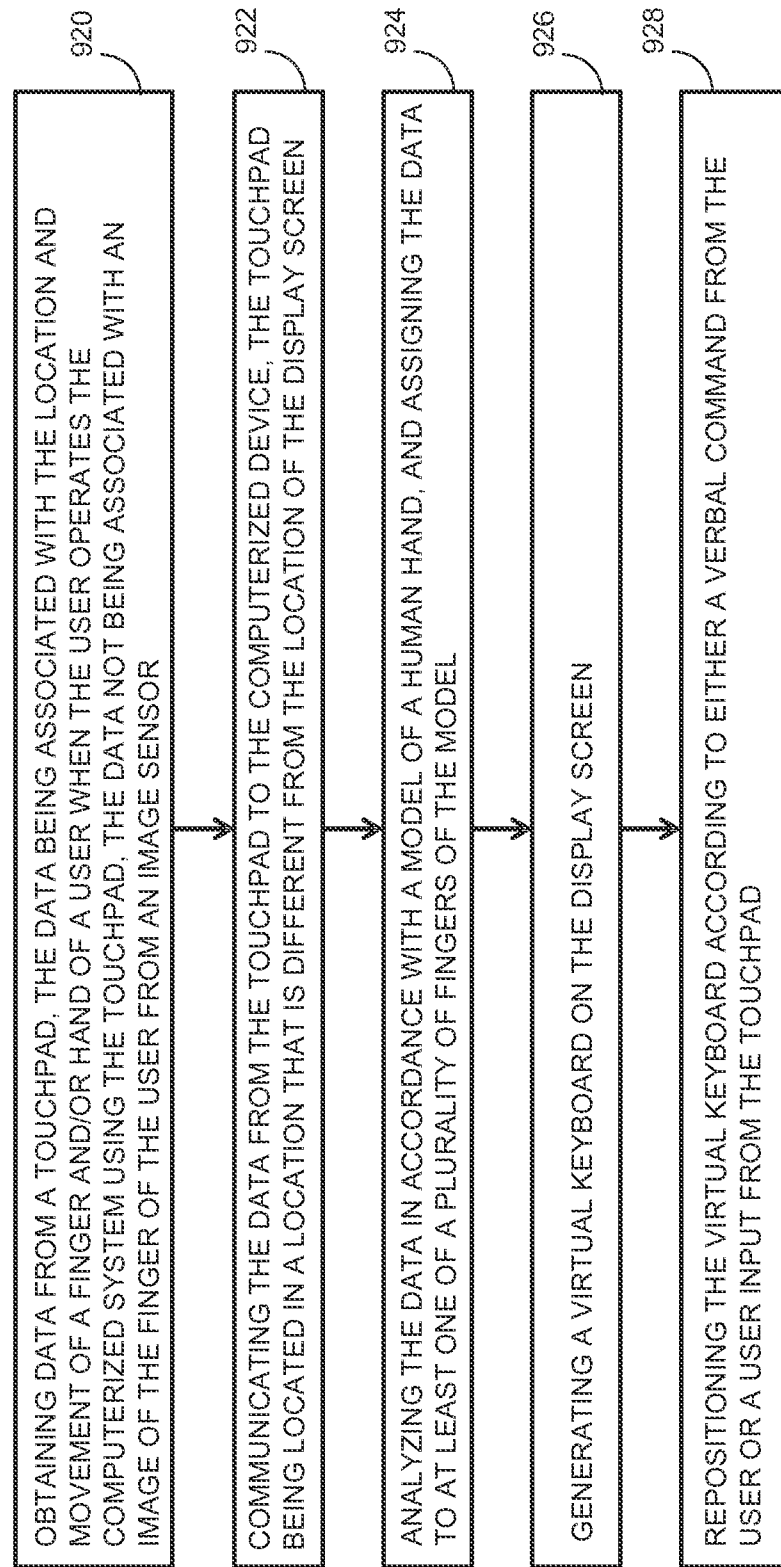 OBTAINING DATA FROM A TOUCHPAD, THE DATA BEING ASSOCIATED WITH THE LOCATION AND
MOVEMENT OF A FINGER AND/OR HAND OF A USER WHEN THE USER OPERATES THE
COMPUTERIZED SYSTEM USING THE TOUCHPAD, THE DATA NOT BEING ASSOCIATED WITH AN
IMAGE OF THE FINGER OF THE USER FROM AN IMAGE SENSOR
920
COMMUNICATING THE DATA FROM THE TOUCHPAD TO THE COMPUTERIZED DEVICE, THE TOUCHPAD
BEING LOCATED IN A LOCATION THAT IS DIFFERENT FROM THE LOCATION OF THE DISPLAY SCREEN
922
ANALYZING THE DATA IN ACCORDANCE WITH A MODEL OF A HUMAN HAND, AND ASSIGNING THE DATA
TO AT LEAST ONE OF A PLURALITY OF FINGERS OF THE MODEL
924
GENERATING A VIRTUAL KEYBOARD ON THE DISPLAY SCREEN
926
REPOSITIONING THE VIRTUAL KEYBOARD ACCORDING TO EITHER A VERBAL COMMAND FROM THE
USER OR A USER INPUT FROM THE TOUCHPAD
928